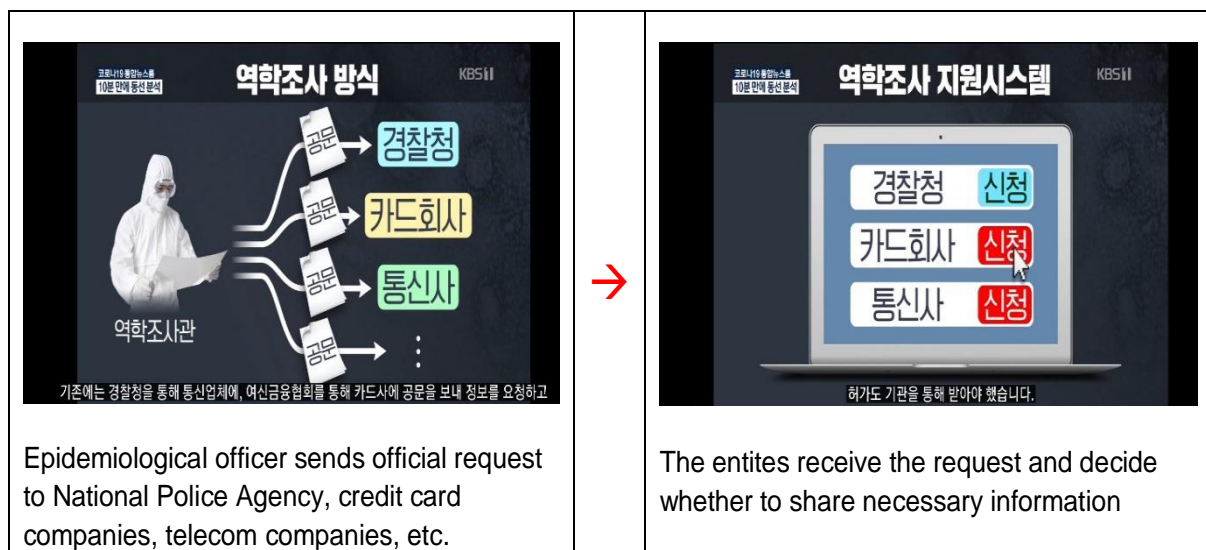 코로나19 통합뉴스룸
10분 만에 동선 분석
역학조사 방식
KBS1
공문
경찰청
공문
카드회사
공문
통신사
공문
⋮
역학조사관
기존에는 경찰청을 통해 통신업체에, 여신금융협회를 통해 카드사에 공문을 보내 정보를 요청하고
Epidemiological officer sends official request
to National Police Agency, credit card
companies, telecom companies, etc.
→
코로나19 통합뉴스룸
10분 만에 동선 분석
역학조사 지원시스템
KBS1
경찰청 신청
카드회사 신청
통신사 신청
허가도 기관을 통해 받아야 했습니다.
The entites receive the request and decide
whether to share necessary information